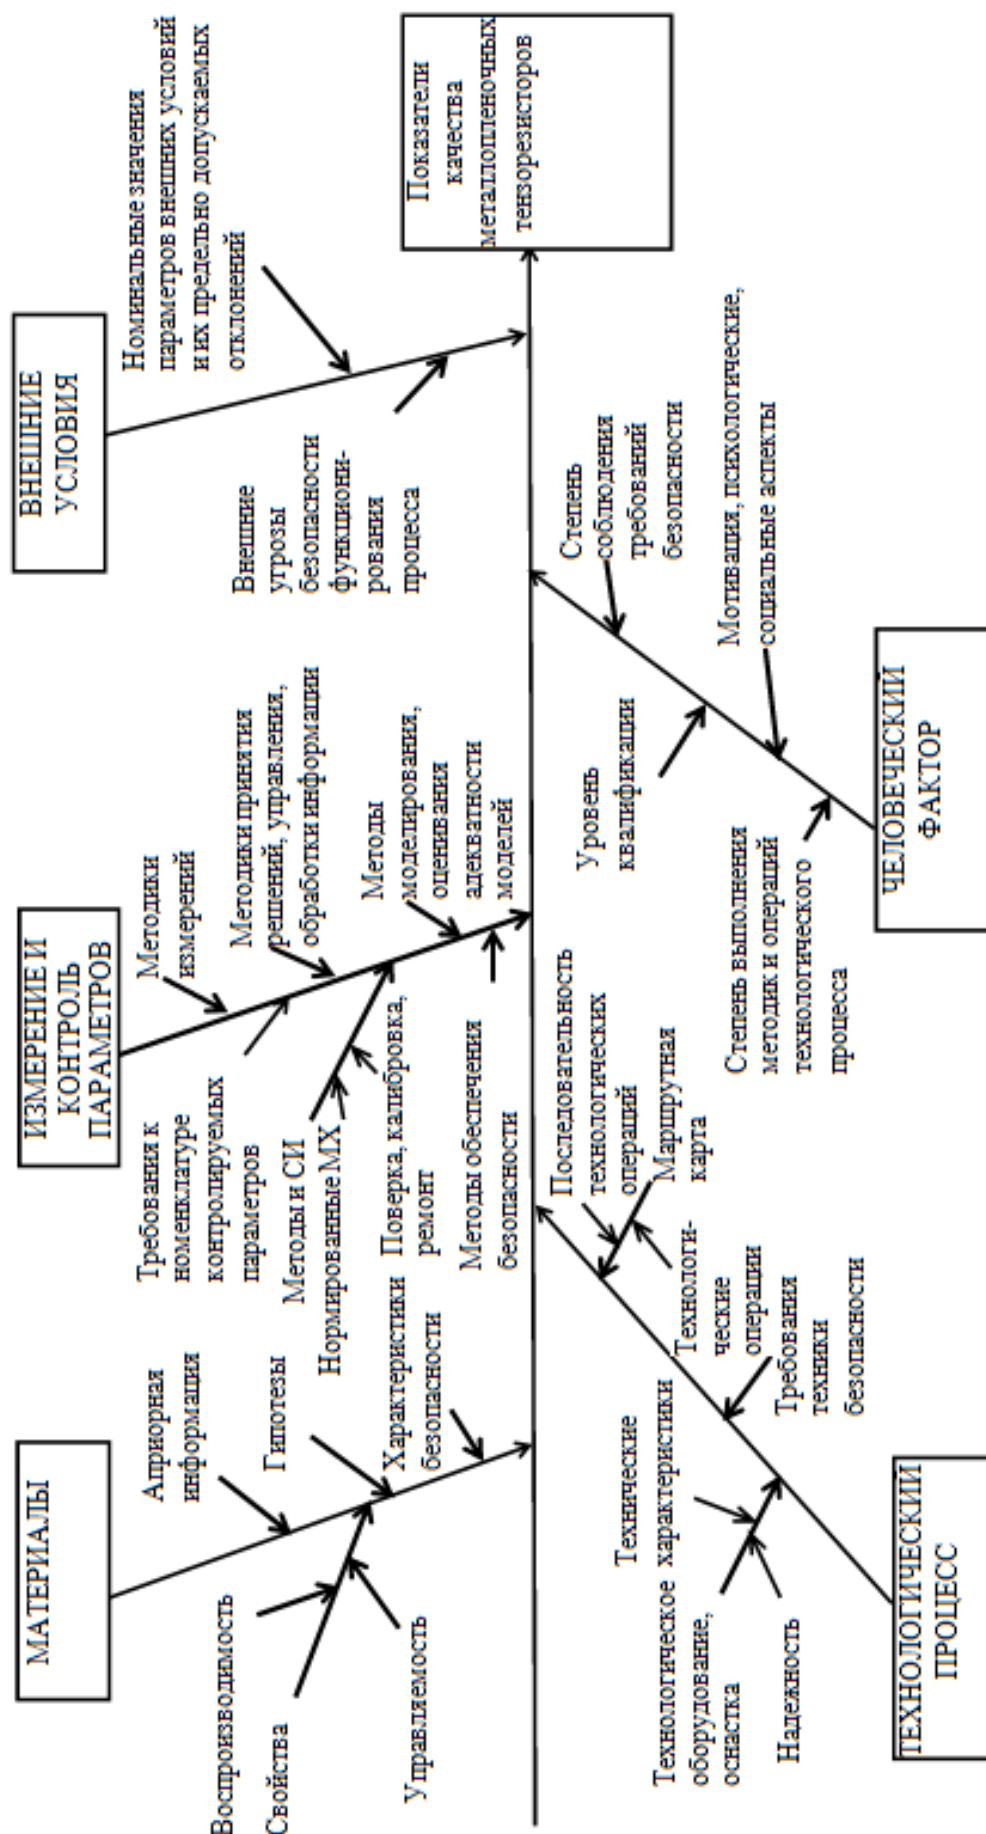 МАТЕРИАЛЫ
Априорная
информация
Гипотезы
Характеристики
безопасности
Воспроизводимость
Свойства
Управляемость
ИЗМЕРЕНИЕ И
КОНТРОЛЬ
ПАРАМЕТРОВ
Методики
измерений
Методики принятия
решений, управления,
обработки информации
Методы
моделирования,
оценивания
адекватности
моделей
Требования к
номенклатуре
контролируемых
параметров
Методы и СИ
Нормированные МХ
Поверка, калибровка,
ремонт
Методы обеспечения
безопасности
ВНЕШНИЕ
УСЛОВИЯ
Номинальные значения
параметров внешних условий
и их предельно допускаемых
отклонений
Внешние
угрозы
безопасности
функциони-
рования
процесса
Показатели
качества
металлопленочных
тензорезисторов
Последовательность
технологических
операций
Маршрутная
карта
Технологи-
ческие
операции
Требования
техники
безопасности
Технические
характеристики
Технологическое
оборудование,
оснастка
Надежность
ТЕХНОЛОГИЧЕСКИЙ
ПРОЦЕСС
Степень
соблюдения
требований
безопасности
Уровень
квалификации
Мотивация, психологические,
социальные аспекты
Степень выполнения
методик и операций
технологического
процесса
ЧЕЛОВЕЧЕСКИЙ
ФАКТОР